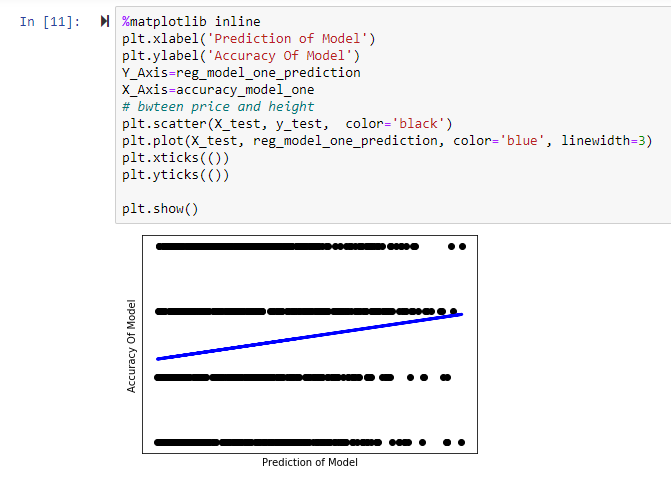 In [11]:
%matplotlib inline
plt.xlabel('Prediction of Model')
plt.ylabel('Accuracy Of Model')
Y_Axis=reg_model_one_prediction
X_Axis=accuracy_model_one
# bwteen price and height
plt.scatter(X_test, y_test,  color='black')
plt.plot(X_test, reg_model_one_prediction, color='blue', linewidth=3)
plt.xticks(())
plt.yticks(())
plt.show()
Accuracy Of Model
Prediction of Model